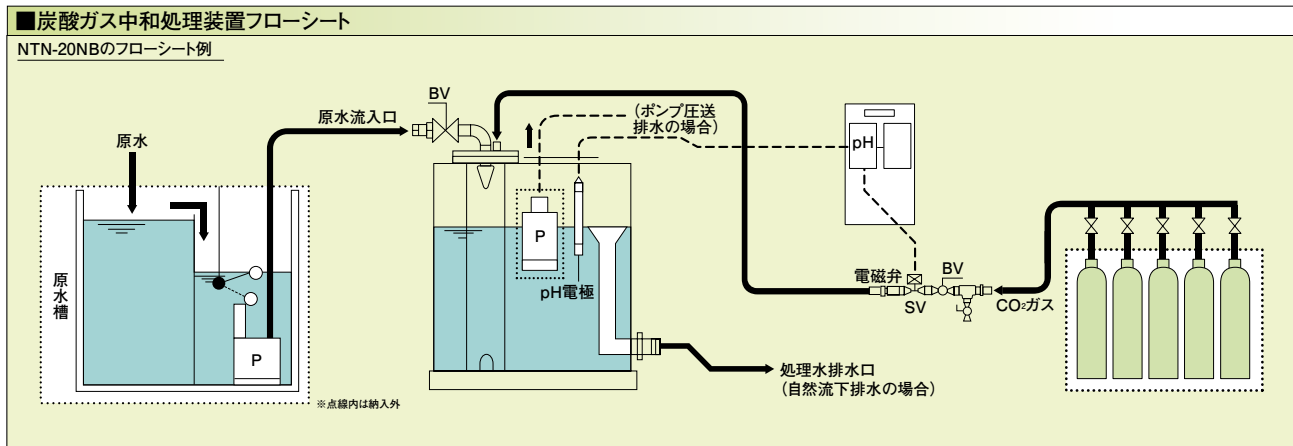 ■炭酸ガス中和処理装置フローシート
NTN-20NBのフローシート例
BV
原水流入口
(ポンプ圧送
排水の場合)
原水
pH
P
原水槽
pH電極
電磁弁
BV
SV
CO₂ガス
P
処理水排水口
(自然流下排水の場合)
※点線内は納入外